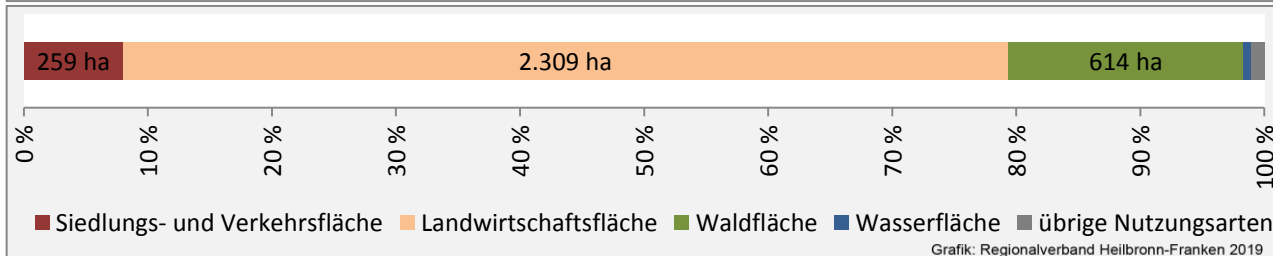 259 ha 2.309 ha 614 ha
0 % 10 % 20 % 30 % 40 % 50 % 60 % 70 % 80 % 90 % 100 %
Siedlungs- und Verkehrsfläche Landwirtschaftsfläche Waldfläche Wasserfläche übrige Nutzungsarten
Grafik: Regionalverband Heilbronn-Franken 2019